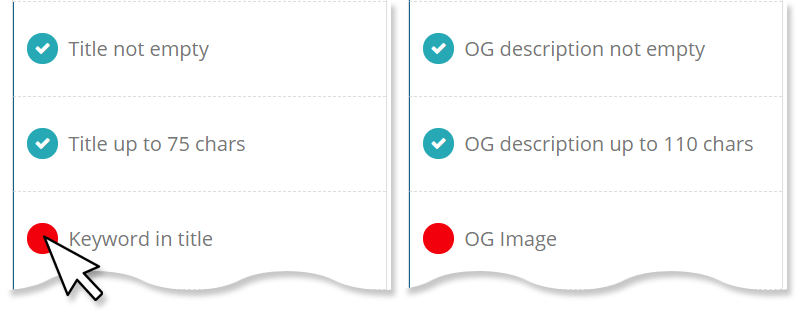 Title not empty
Title up to 75 chars
Keyword in title
OG description not empty
OG description up to 110 chars
OG Image